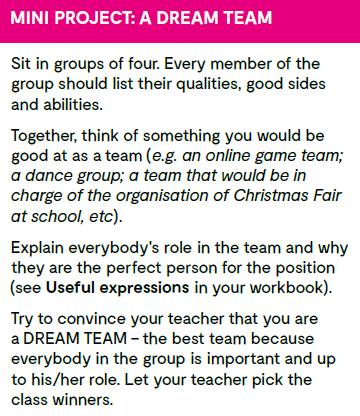 MINI PROJECT: A DREAM TEAM
Sit in groups of four. Every member of the
group should list their qualities, good sides
and abilities.
Together, think of something you would be
good at as a team (e.g. an online game team;
a dance group; a team that would be in
charge of the organisation of Christmas Fair
at school, etc).
Explain everybody's role in the team and why
they are the perfect person for the position
(see Useful expressions in your workbook).
Try to convince your teacher that you are
a DREAM TEAM – the best team because
everybody in the group is important and up
to his/her role. Let your teacher pick the
class winners.